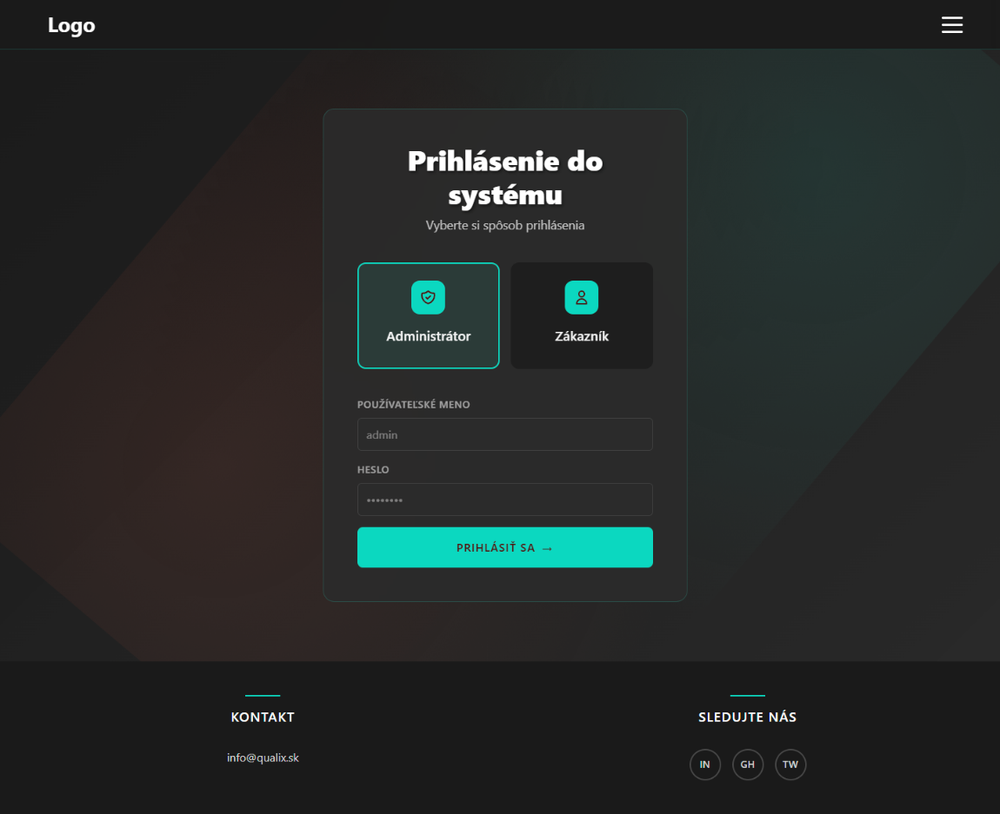 Logo
Prihlásenie do
systému
Vyberte si spôsob prihlásenia
Administrátor
Zákazník
POUŽÍVATEĽSKÉ MENO
admin
HESLO
••••••••
PRIHLÁSIŤ SA →
KONTAKT
info@qualix.sk
SLEDUJTE NÁS
IN GH TW